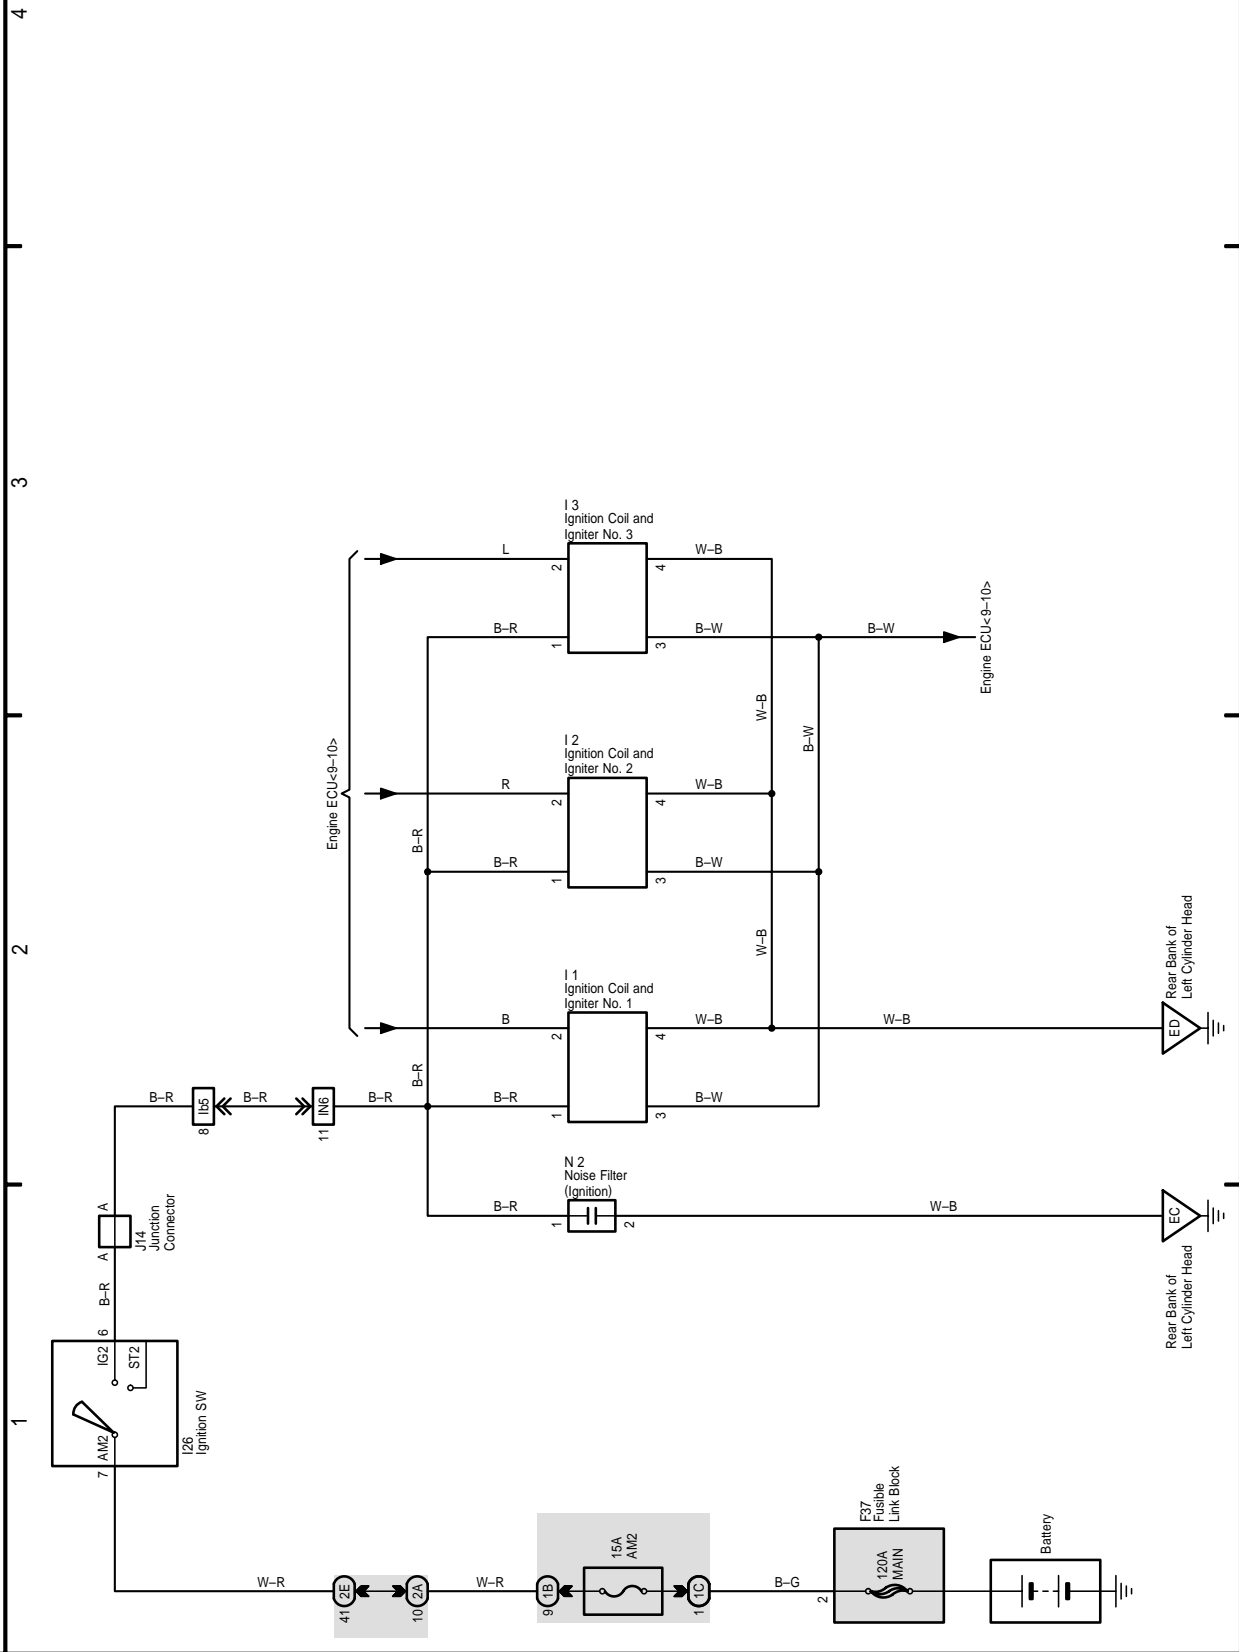 4
3
2
1
I 3
Ignition Coil and
Igniter No. 3
L
2
W–B
4
B–R
1
B–W
3
B–W
Engine ECU<9–10>
W–B
B–W
Engine ECU<9–10>
I 2
Ignition Coil and
Igniter No. 2
R
2
W–B
4
B–R
B–R
1
B–W
3
W–B
I 1
Ignition Coil and
Igniter No. 1
B
2
W–B
4
W–B
ED
Rear Bank of
Left Cylinder Head
B–R
B–R
8
Ib5
B–R
11
IN6
B–R
B–R
1
B–W
3
N 2
Noise Filter
(Ignition)
B–R
1
2
W–B
EC
Rear Bank of
Left Cylinder Head
A
A
J14
Junction
Connector
B–R
6
IG2
ST2
AM2
7
I26
Ignition SW
W–R
41
2E
10
2A
W–R
9
1B
15A
AM2
1
1C
B–G
2
F37
Fusible
Link Block
120A
MAIN
Battery